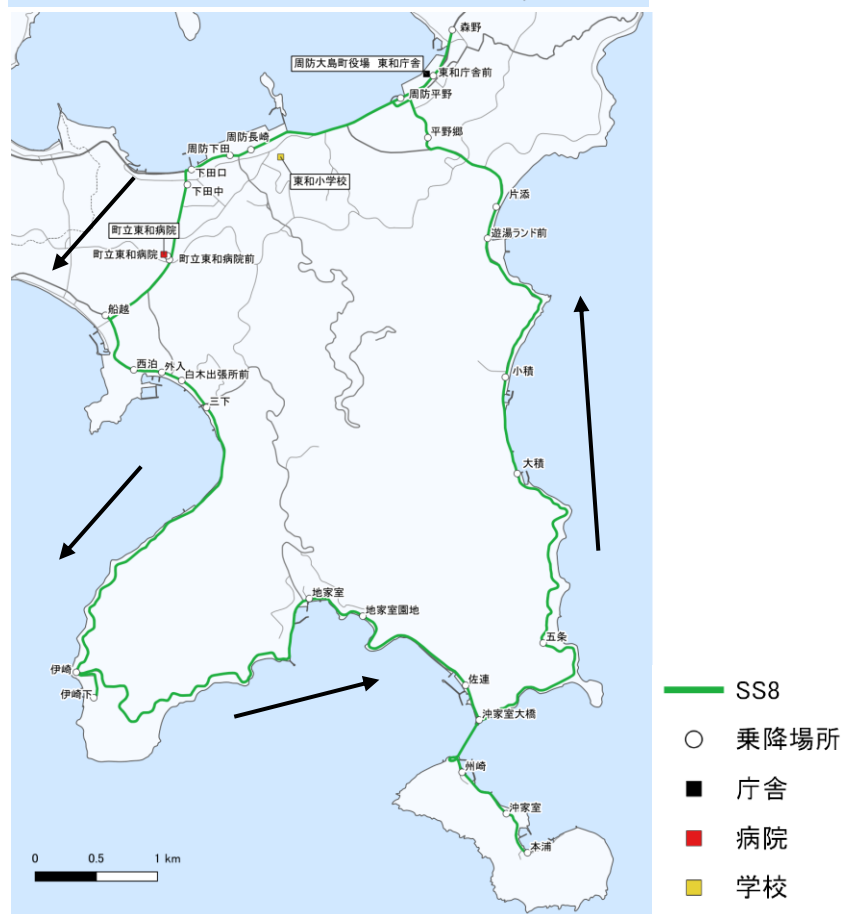 森野
周防大島町役場 東和庁舎
東和庁舎前
周防平野
平野郷
周防長崎
周防下田
下田口
下田中
東和小学校
片添
遊湯ランド前
町立東和病院
町立東和病院
町立東和病院前
船越
西泊
外入
白木出張所前
三下
小積
大積
地家室
地家室園地
五条
伊崎
伊崎下
佐連
沖家室大橋
州崎
沖家室
本浦
0 0.5 1 km
SS8
乗降場所
庁舎
病院
学校